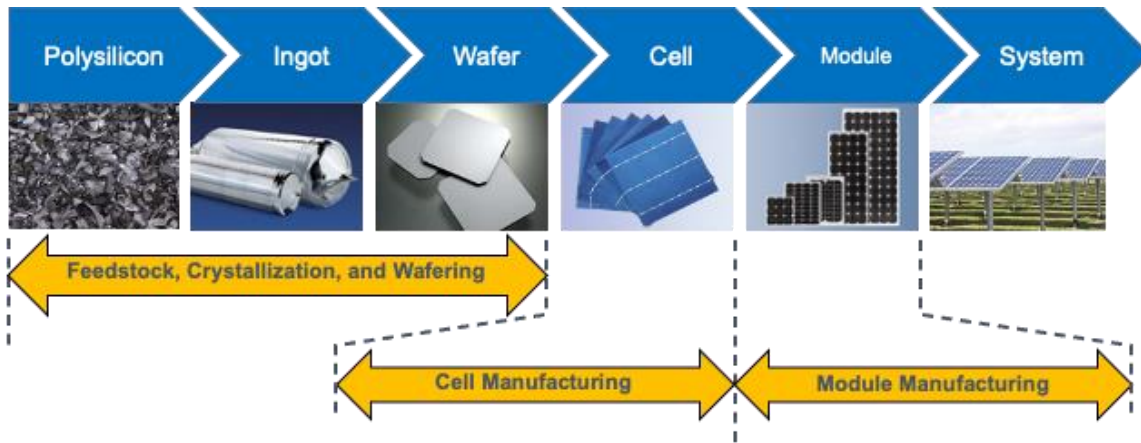 Polysilicon
Ingot
Wafer
Cell
Module
System
Feedstock, Crystallization, and Wafering
Cell Manufacturing
Module Manufacturing